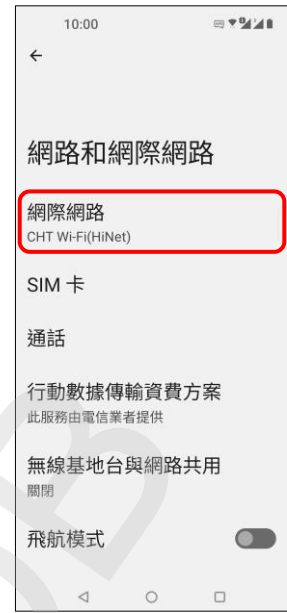 10:00
網路和網際網路
網際網路
CHT Wi-Fi(HiNet)
SIM 卡
通話
行動數據傳輸資費方案
此服務由電信業者提供
無線基地台與網路共用
關閉
飛航模式